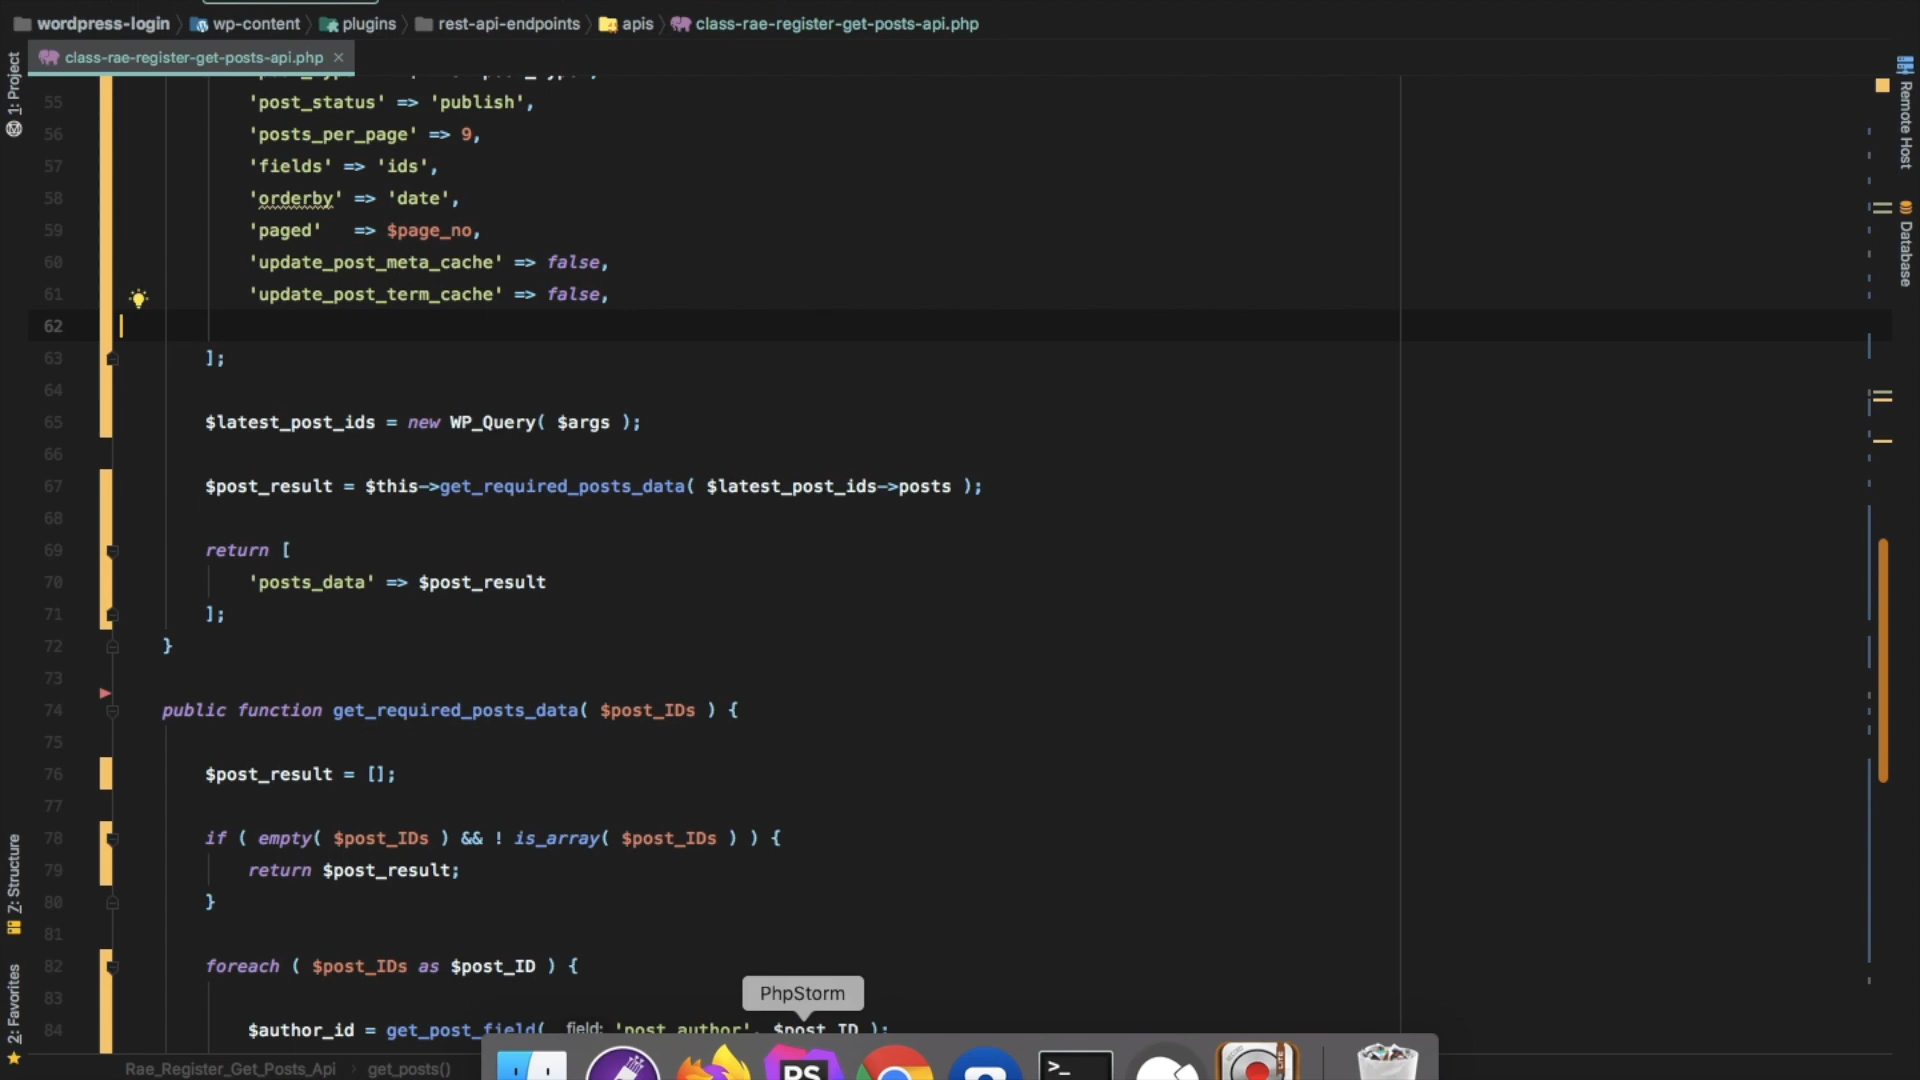 wordpress-login wp-content plugins rest-api-endpoints apis class-rae-register-get-posts-api.php
class-rae-register-get-posts-api.php
1: Project
Remote Host
Database
55 'post_status' => 'publish',
56 'posts_per_page' => 9,
57 'fields' => 'ids',
58 'orderby' => 'date',
59 'paged' => $page_no,
60 'update_post_meta_cache' => false,
61 'update_post_term_cache' => false,
62
63 ];
64
65 $latest_post_ids = new WP_Query( $args );
66
67 $post_result = $this->get_required_posts_data( $latest_post_ids->posts );
68
69 return [
70 'posts_data' => $post_result
71 ];
72 }
73
74 public function get_required_posts_data( $post_IDs ) {
75
76 $post_result = [];
77
78 if ( empty( $post_IDs ) && ! is_array( $post_IDs ) ) {
79 return $post_result;
80 }
81
82 foreach ( $post_IDs as $post_ID ) {
83
84 $author_id = get_post_field( field: 'post_author', $post_ID );
Z: Structure
2: Favorites
PhpStorm
PS
>_
Rae_Register_Get_Posts_Api get_posts()